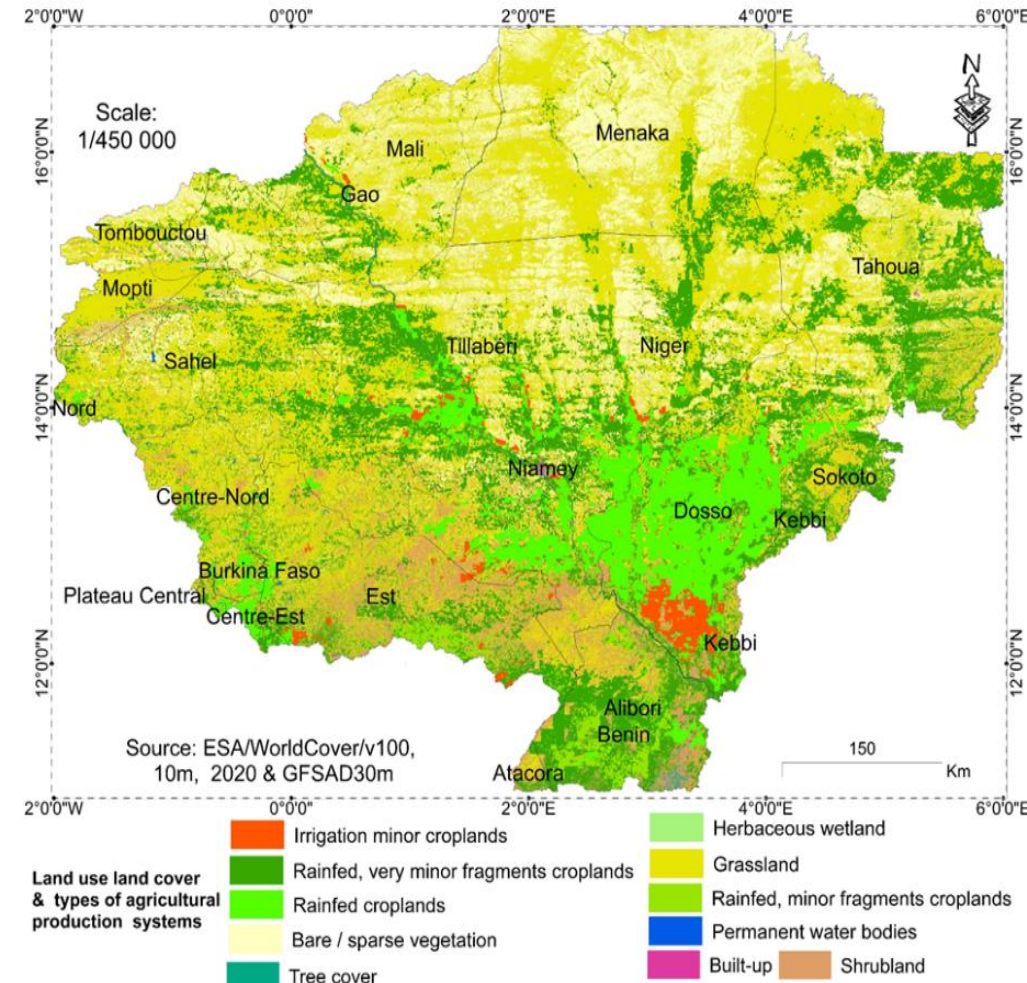 2°0'0"W 0°0'0" 2°0'0"E 4°0'0"E 6°0'0"E
N
Scale:
1/450 000
16°0'0"N
16°0'0"N
Mali
Menaka
Gao
Tombouctou
Mopti
Tahoua
Sahel
Tillabéri
Niger
14°0'0"N
14°0'0"N
Nord
Niamey
Sokoto
Centre-Nord
Dosso
Kebbi
Burkina Faso
Plateau Central
Est
Centre-Est
Kebbi
12°0'0"N
12°0'0"N
Alibori
Benin
Atacora
Source: ESA/WorldCover/v100,
10m, 2020 & GFSAD30m
150
Km
2°0'0"W 0°0'0" 2°0'0"E 4°0'0"E 6°0'0"E
Land use land cover
& types of agricultural
production systems
Irrigation minor croplands
Rainfed, very minor fragments croplands
Rainfed croplands
Bare / sparse vegetation
Tree cover
Herbaceous wetland
Grassland
Rainfed, minor fragments croplands
Permanent water bodies
Built-up Shrubland